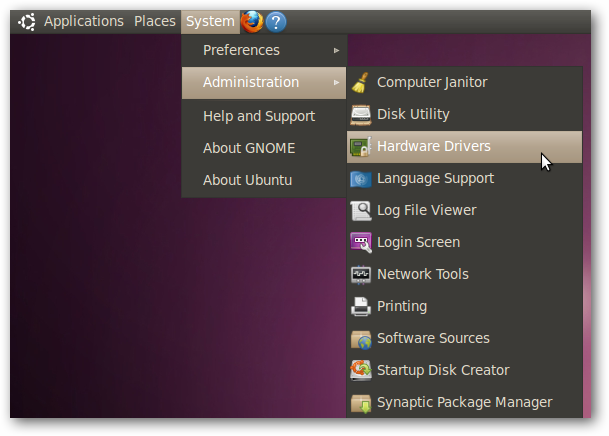 Applications Places System
Preferences
Administration
Help and Support
About GNOME
About Ubuntu
Computer Janitor
Disk Utility
Hardware Drivers
Language Support
Log File Viewer
Login Screen
Network Tools
Printing
Software Sources
Startup Disk Creator
Synaptic Package Manager